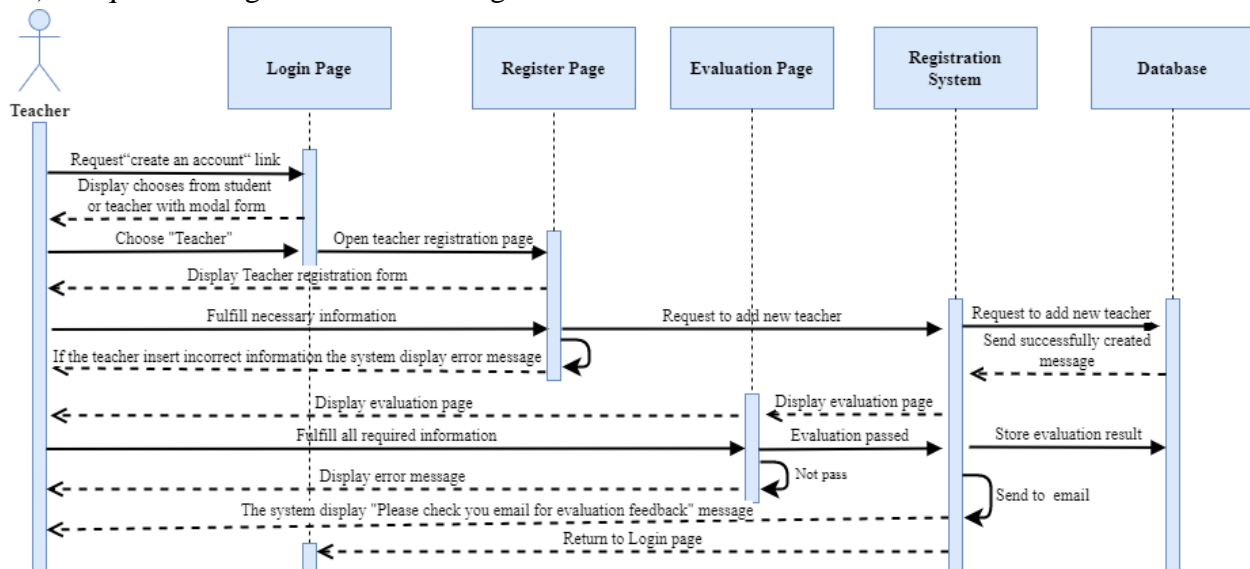 Login Page
Register Page
Evaluation Page
Registration
System
Database
Teacher
Request“create an account“ link
Display chooses from student
or teacher with modal form
Choose "Teacher"
Open teacher registration page
Display Teacher registration form
Fulfill necessary information
Request to add new teacher
Request to add new teacher
Send successfully created
message
If the teacher insert incorrect information the system display error message
Display evaluation page
Display evaluation page
Fulfill all required information
Evaluation passed
Store evaluation result
Display error message
Not pass
Send to email
The system display "Please check you email for evaluation feedback" message
Return to Login page